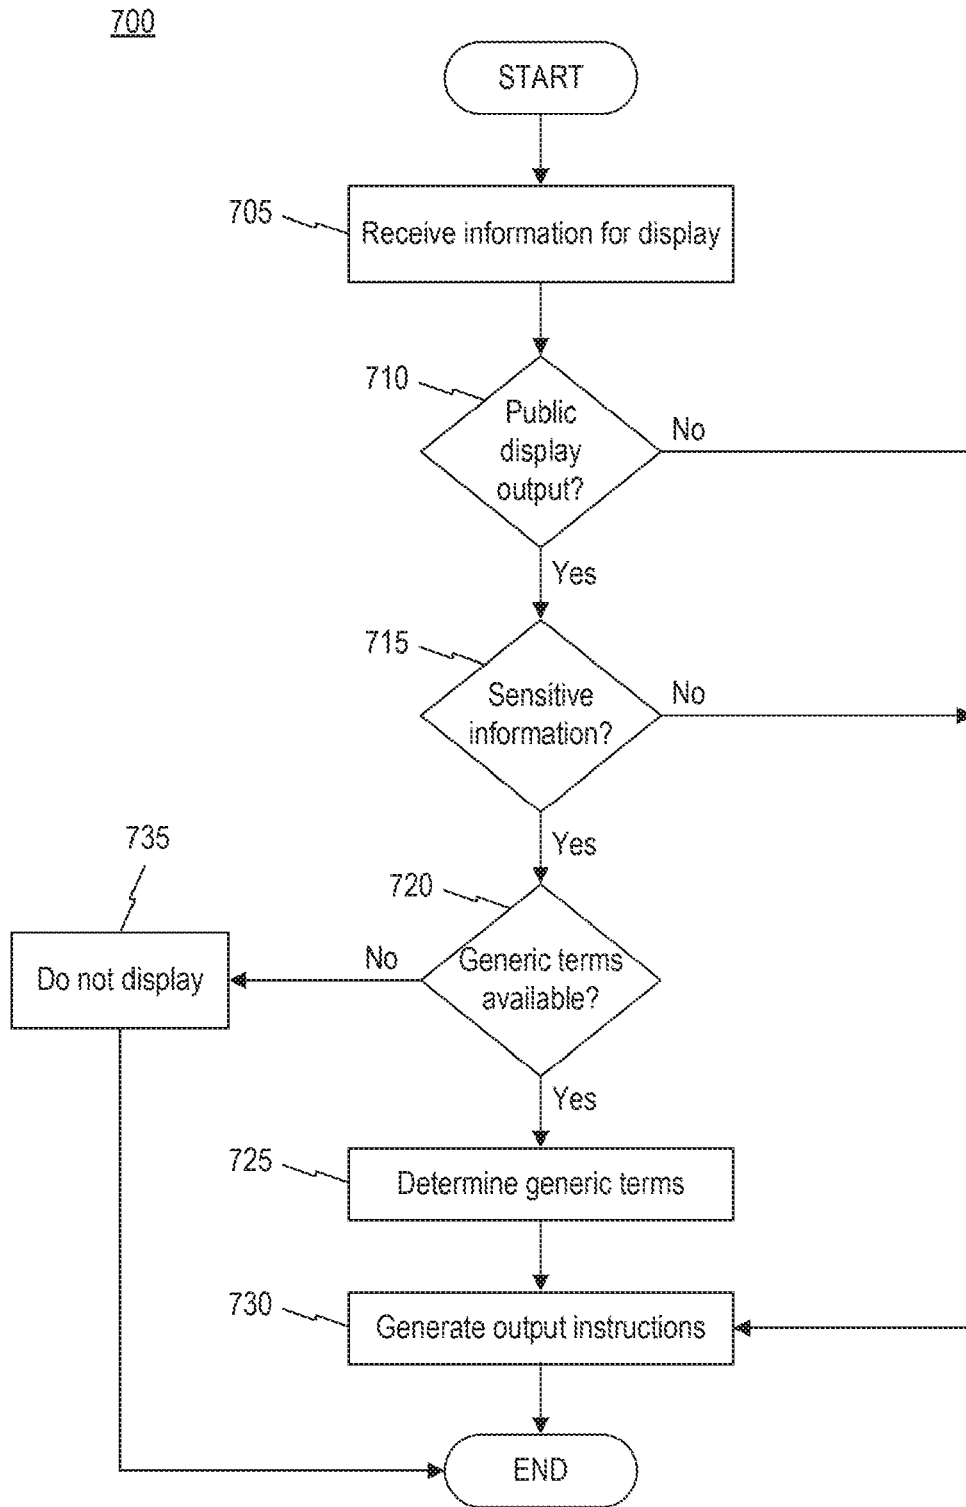 700
START
705
Receive information for display
710
Public
display
output?
No
Yes
715
Sensitive
information?
No
Yes
735
720
Do not display
No
Generic terms
available?
Yes
725
Determine generic terms
730
Generate output instructions
END